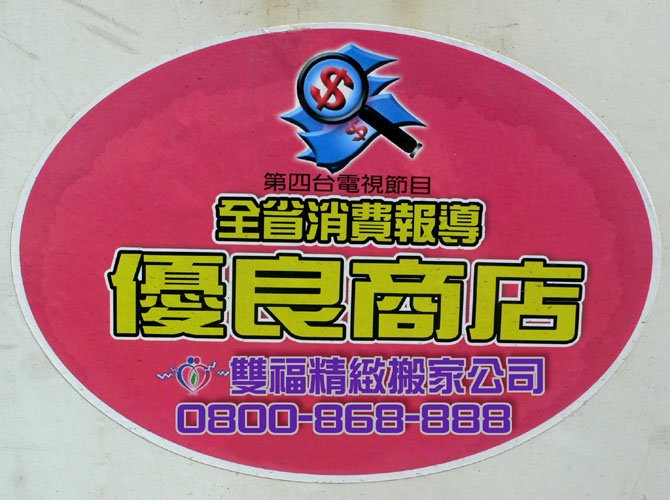 $
$
第四台電視節目
全省消費報導
優良商店
雙福精緻搬家公司
0800-868-888